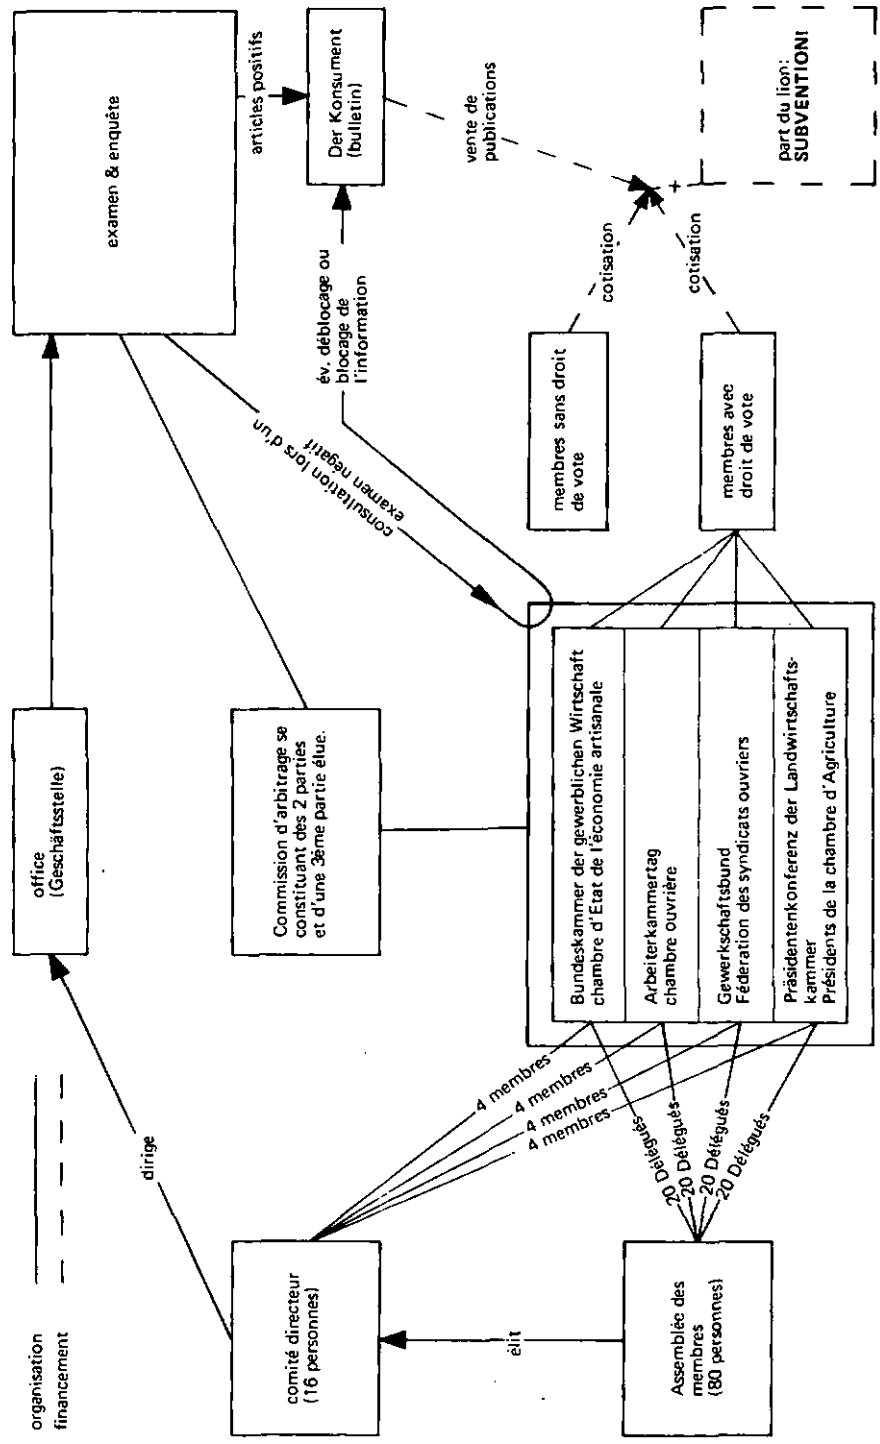 organisation
financement
dirige
office
(Geschäftsstelle)
examen & enquête
articles positifs
Der Konsument
(bulletin)
comité directeur
(16 personnes)
Commission d'arbitrage se
constituant des 2 parties
et d'une 3ème partie élue.
consultation lors d'un
examen négatif
év. déblocage ou
blocage de
l'information
vente de
publications
élit
4 membres
4 membres
4 membres
4 membres
Bundeskammer der gewerblichen Wirtschaft
chambre d'Etat de l'économie artisanale
Arbeiterkammertag
chambre ouvrière
Gewerkschaftsbund
Féderation des syndicats ouvriers
Präsidentenkonferenz der Landwirtschafts-
kammer
Présidents de la chambre d'Agriculture
membres sans droit
de vote
cotisation
membres avec
droit de vote
cotisation
+
part du lion:
SUBVENTION!
Assemblée des
membres
(80 personnes)
20 Délégués
20 Délégués
20 Délégués
20 Délégués